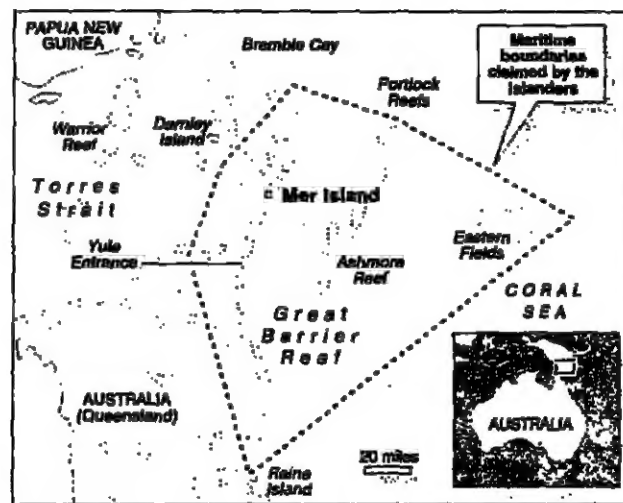 PAPUA NEW
GUINEA
Bramble Cay
Maritime
boundaries
claimed by the
islanders
Portlock
Reefs
Warrior
Reef
Darnley
Island
Mer Island
Torres
Strait
Yule
Entrance
Ashmore
Reef
Eastern
Fields
Great
Barrier
Reef
CORAL
SEA
AUSTRALIA
(Queensland)
AUSTRALIA
20 miles
Raine
Island